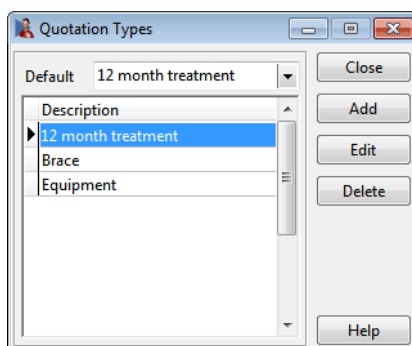 Quotation Types
Default 12 month treatment
Description
12 month treatment
Brace
Equipment
Close
Add
Edit
Delete
Help